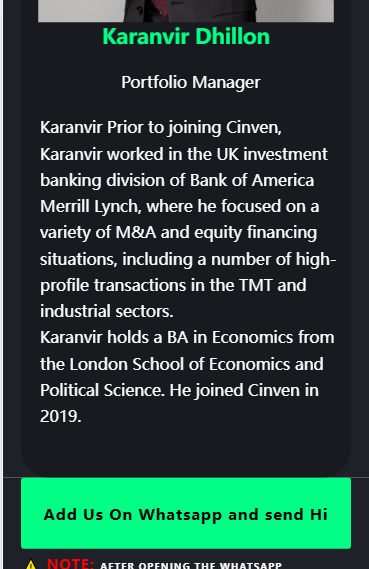 Karanvir Dhillon
Portfolio Manager
Karanvir Prior to joining Cinven,
Karanvir worked in the UK investment
banking division of Bank of America
Merrill Lynch, where he focused on a
variety of M&A and equity financing
situations, including a number of high-
profile transactions in the TMT and
industrial sectors.
Karanvir holds a BA in Economics from
the London School of Economics and
Political Science. He joined Cinven in
2019.
Add Us On Whatsapp and send Hi
⚠ NOTE: AFTER OPENING THE WHATSAPP